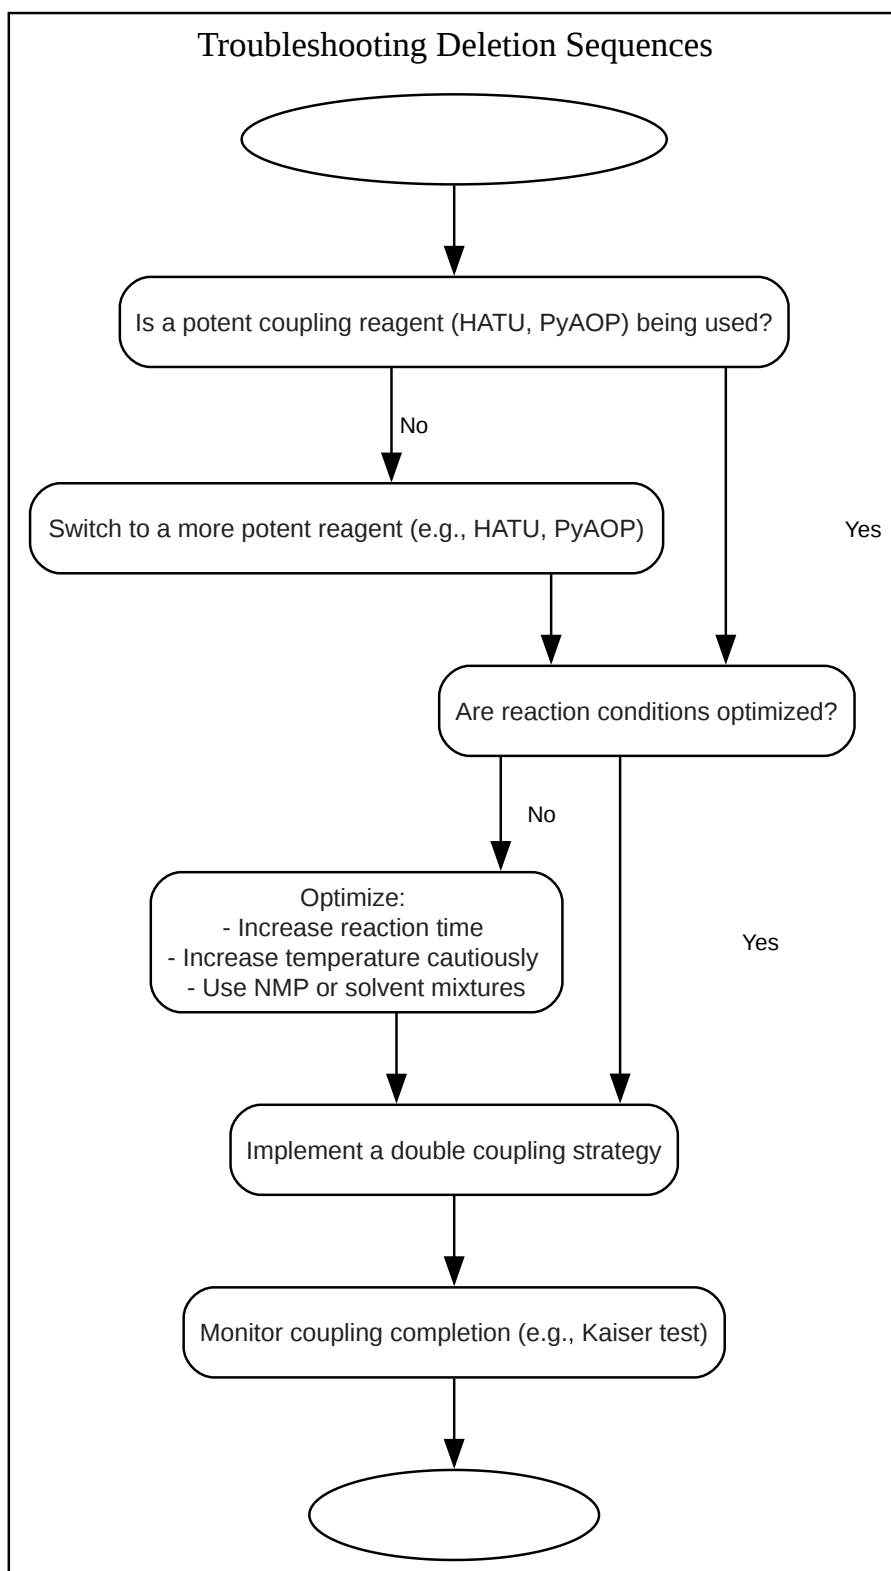 Troubleshooting Deletion Sequences
Is a potent coupling reagent (HATU, PyAOP) being used?
No
Switch to a more potent reagent (e.g., HATU, PyAOP)
Yes
Are reaction conditions optimized?
No
Optimize:
- Increase reaction time
- Increase temperature cautiously
- Use NMP or solvent mixtures
Yes
Implement a double coupling strategy
Monitor coupling completion (e.g., Kaiser test)